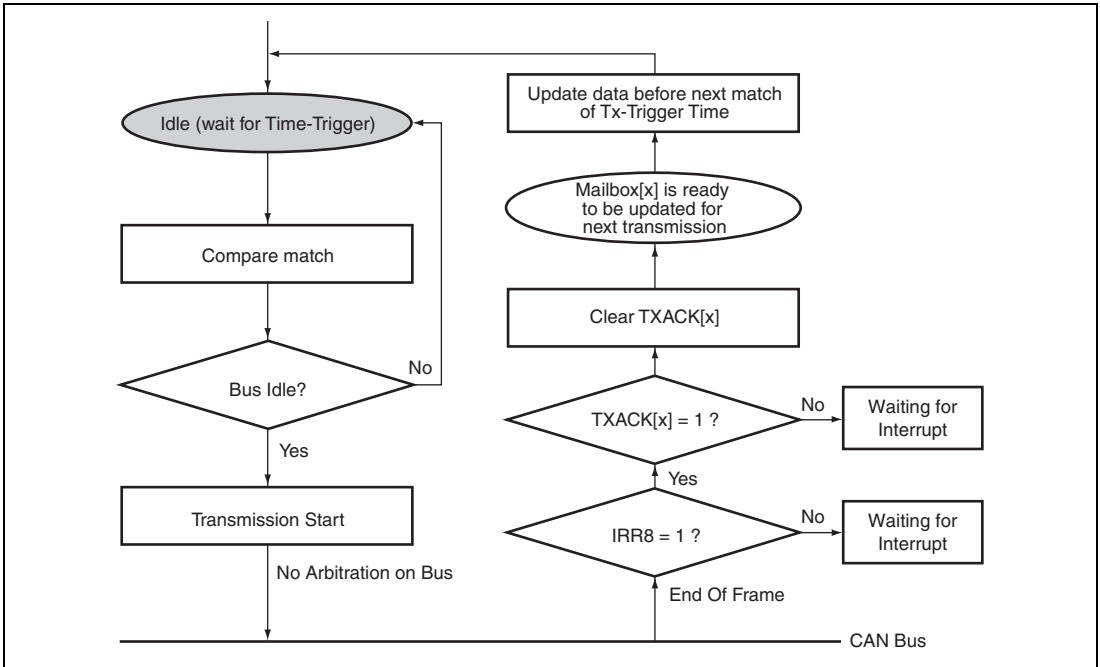 Idle (wait for Time-Trigger)
Compare match
Bus Idle?
No
Yes
Transmission Start
No Arbitration on Bus
Update data before next match
of Tx-Trigger Time
Mailbox[x] is ready
to be updated for
next transmission
Clear TXACK[x]
TXACK[x] = 1 ?
No
Waiting for
Interrupt
Yes
IRR8 = 1 ?
No
Waiting for
Interrupt
End Of Frame
CAN Bus